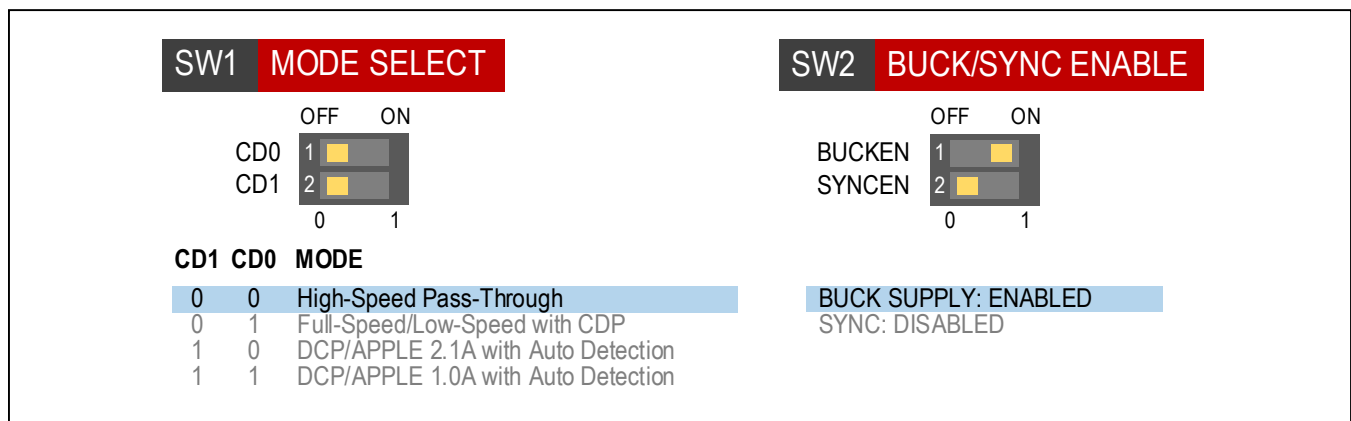 SW1 MODE SELECT
OFF ON
CD0 1
CD1 2
0 1
CD1 CD0 MODE
0 0 High-Speed Pass-Through
0 1 Full-Speed/Low-Speed with CDP
1 0 DCP/APPLE 2.1A with Auto Detection
1 1 DCP/APPLE 1.0A with Auto Detection
SW2 BUCK/SYNC ENABLE
OFF ON
BUCKEN 1
SYNCEN 2
0 1
BUCK SUPPLY: ENABLED
SYNC: DISABLED